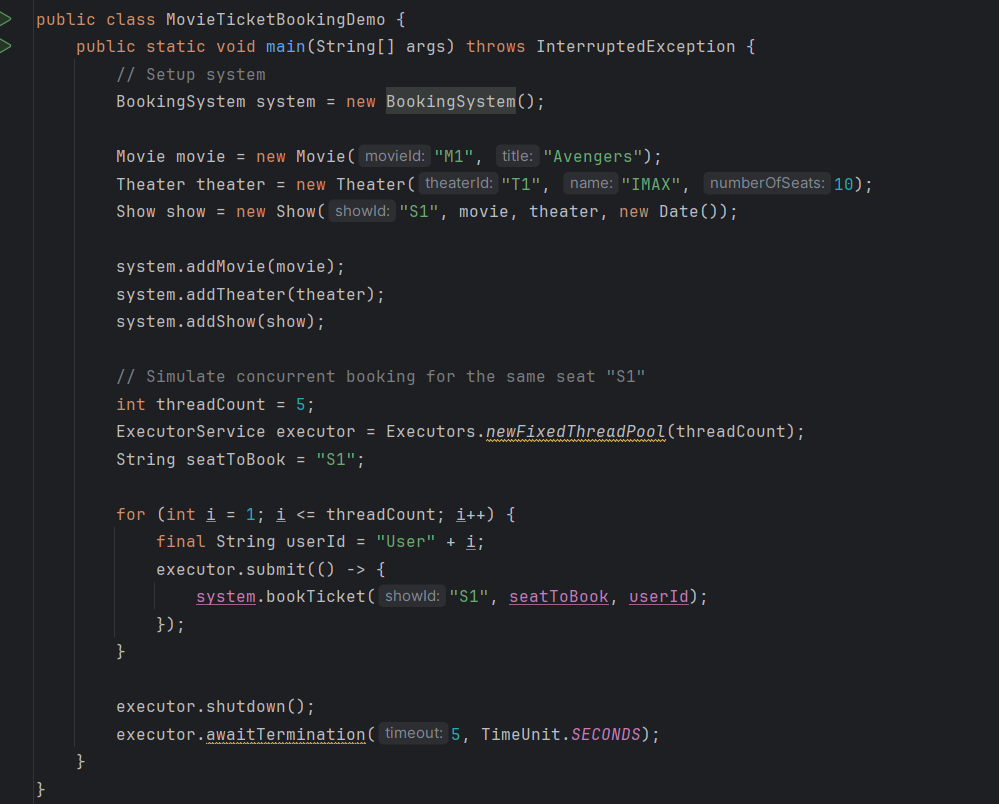 public class MovieTicketBookingDemo {
    public static void main(String[] args) throws InterruptedException {
        // Setup system
        BookingSystem system = new BookingSystem();

        Movie movie = new Movie( movieId: "M1", title: "Avengers");
        Theater theater = new Theater( theaterId: "T1", name: "IMAX", numberOfSeats: 10);
        Show show = new Show( showId: "S1", movie, theater, new Date());

        system.addMovie(movie);
        system.addTheater(theater);
        system.addShow(show);

        // Simulate concurrent booking for the same seat "S1"
        int threadCount = 5;
        ExecutorService executor = Executors.newFixedThreadPool(threadCount);
        String seatToBook = "S1";

        for (int i = 1; i <= threadCount; i++) {
            final String userId = "User" + i;
            executor.submit(() -> {
                system.bookTicket( showId: "S1", seatToBook, userId);
            });
        }

        executor.shutdown();
        executor.awaitTermination( timeout: 5, TimeUnit.SECONDS);
    }
}